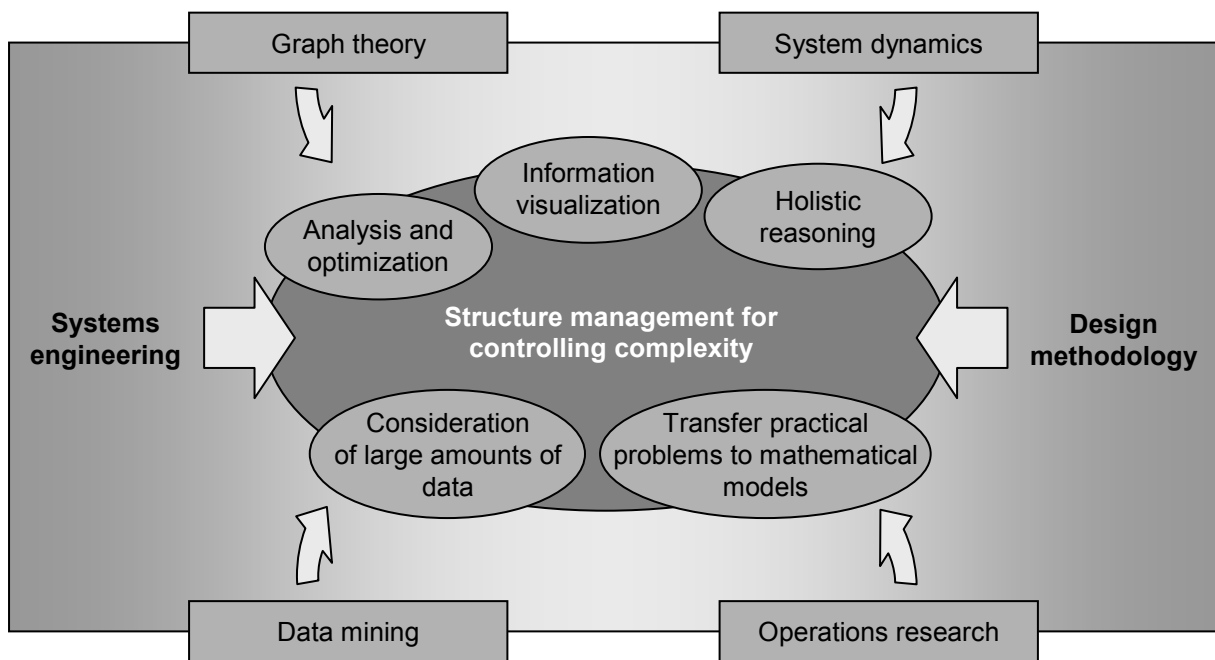 Graph theory
System dynamics
Information
visualization
Holistic
reasoning
Analysis and
optimization
Systems
engineering
Structure management for
controlling complexity
Design
methodology
Consideration
of large amounts of
data
Transfer practical
problems to mathematical
models
Data mining
Operations research